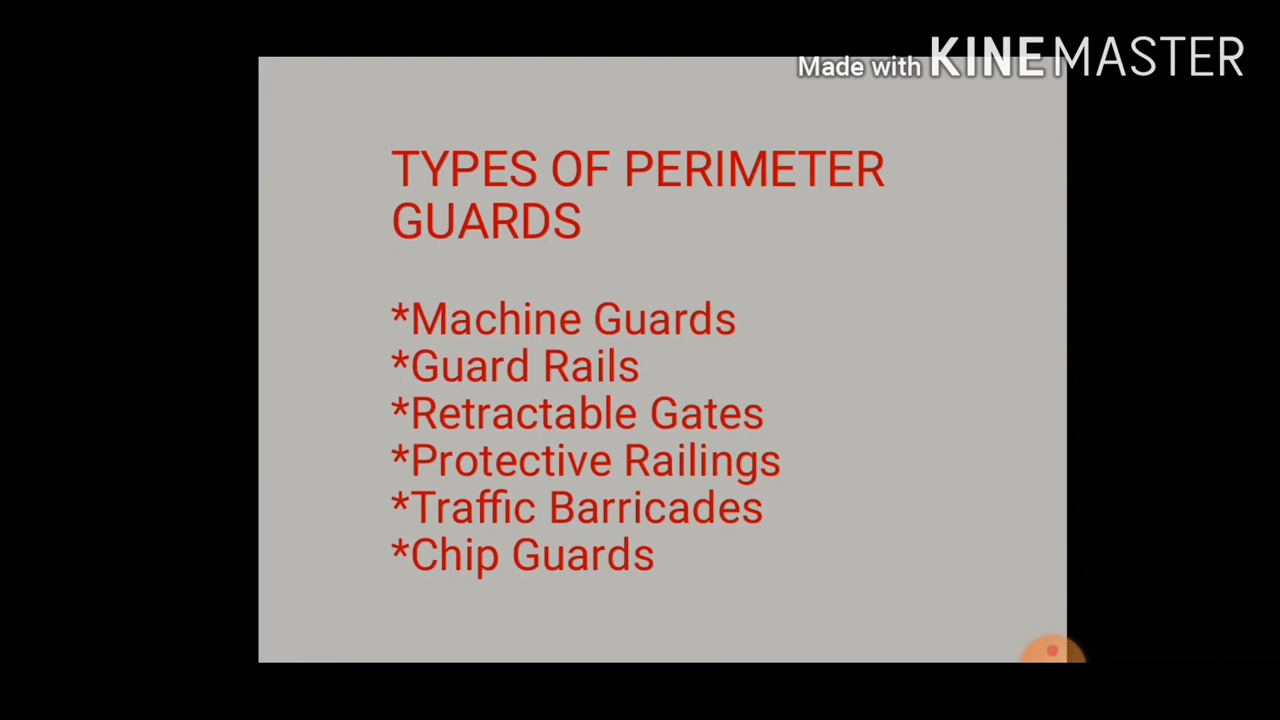 Made with KINEMASTER
TYPES OF PERIMETER
GUARDS
*Machine Guards
*Guard Rails
*Retractable Gates
*Protective Railings
*Traffic Barricades
*Chip Guards